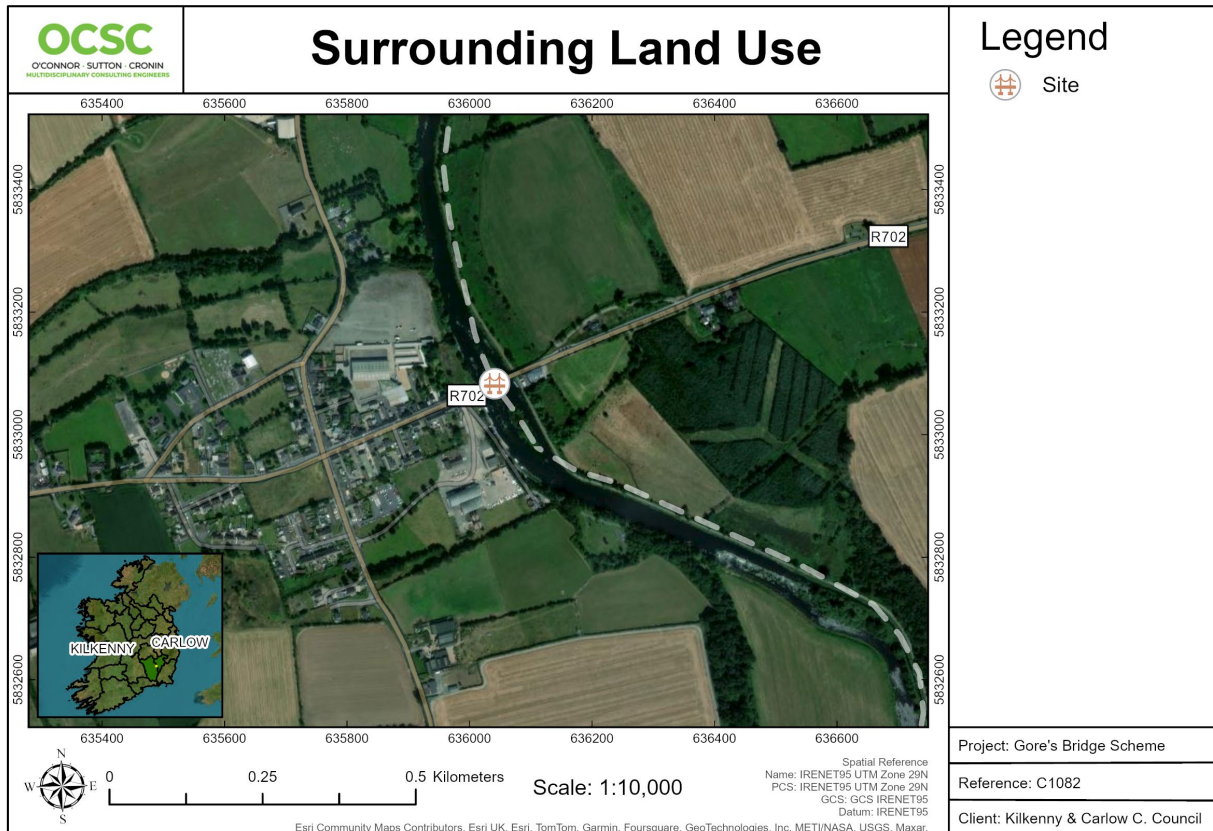 OCSC
O'CONNOR · SUTTON · CRONIN
MULTIDISCIPLINARY CONSULTING ENGINEERS
Surrounding Land Use
Legend
Site
635400 635600 635800 636000 636200 636400 636600
5833400
5833200
5833000
5832800
5832600
5833400
5833200
5833000
5832800
5832600
R702
R702
KILKENNY
CARLOW
635400 635600 635800 636000 636200 636400 636600
N
W E
S
0 0.25 0.5 Kilometers
Scale: 1:10,000
Spatial Reference
Name: IRENET95 UTM Zone 29N
PCS: IRENET95 UTM Zone 29N
GCS: GCS IRENET95
Datum: IRENET95
Esri Community Maps Contributors, Esri UK, Esri, TomTom, Garmin, Foursquare, GeoTechnologies, Inc, METI/NASA, USGS, Maxar,
Project: Gore's Bridge Scheme
Reference: C1082
Client: Kilkenny & Carlow C. Council